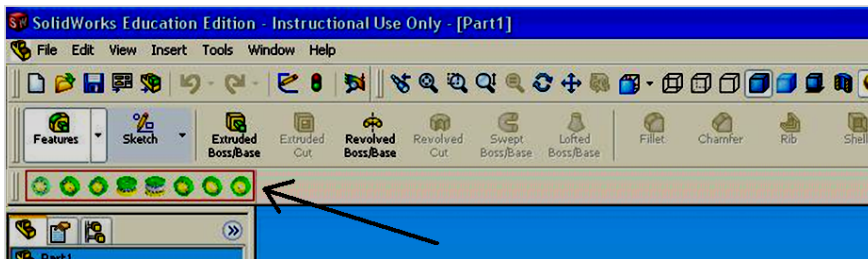 SolidWorks Education Edition - Instructional Use Only - [Part1]
File Edit View Insert Tools Window Help
Features Sketch Extruded Boss/Base Extruded Cut Revolved Boss/Base Revolved Cut Swept Boss/Base Lofted Boss/Base Fillet Chamfer Rib Shell
Part1